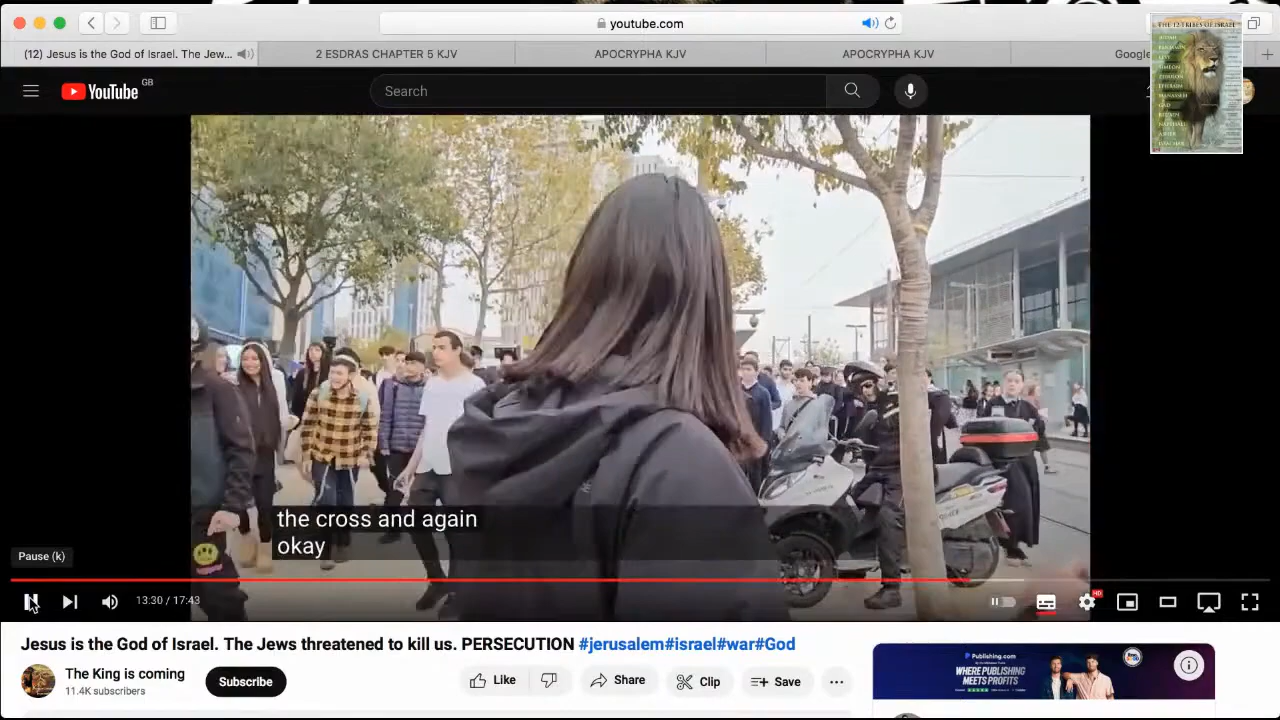 youtube.com
(12) Jesus is the God of Israel. The Jew...
2 ESDRAS CHAPTER 5 KJV
APOCRYPHA KJV
APOCRYPHA KJV
Google
THE 12 TRIBES OF ISRAEL
YouTube GB
Search
the cross and again
okay
Pause (k)
13:30 / 17:43
HD
Jesus is the God of Israel. The Jews threatened to kill us. PERSECUTION #jerusalem#israel#war#God
The King is coming
11.4K subscribers
Subscribe
Like
Share
Clip
Save
Publishing.com
WHERE PUBLISHING
MEETS PROFITS